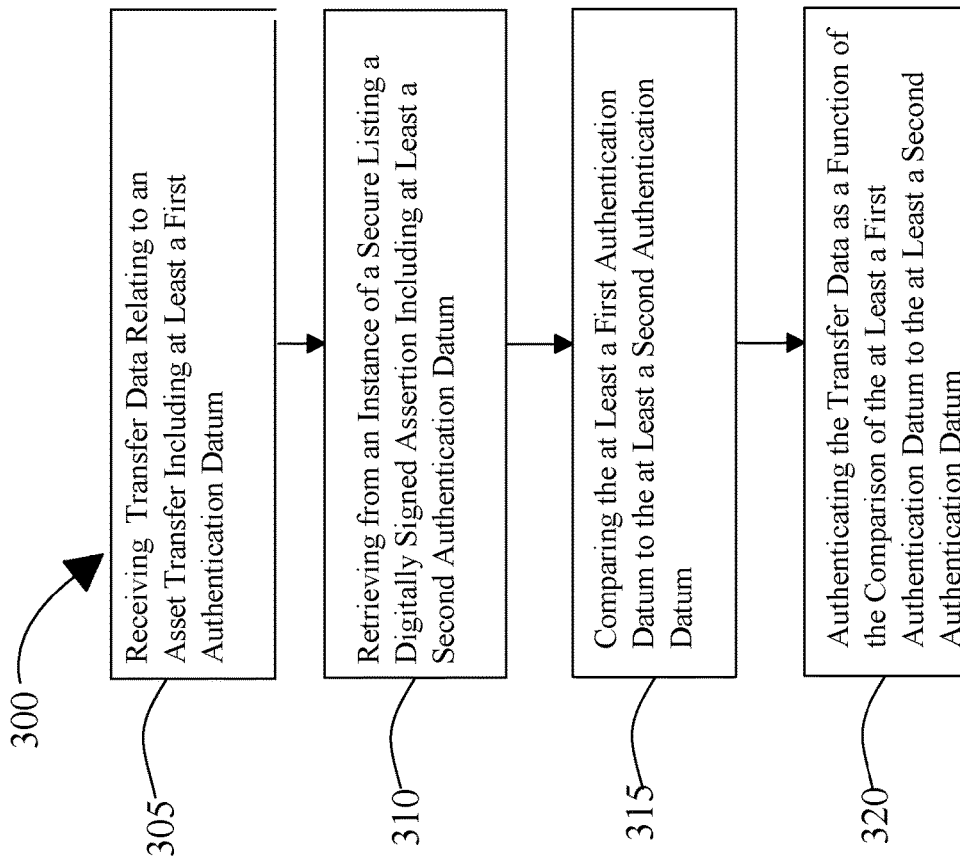 300
305
Receiving Transfer Data Relating to an
Asset Transfer Including at Least a First
Authentication Datum
310
Retrieving from an Instance of a Secure Listing a
Digitally Signed Assertion Including at Least a
Second Authentication Datum
315
Comparing the at Least a First Authentication
Datum to the at Least a Second Authentication
Datum
320
Authenticating the Transfer Data as a Function of
the Comparison of the at Least a First
Authentication Datum to the at Least a Second
Authentication Datum